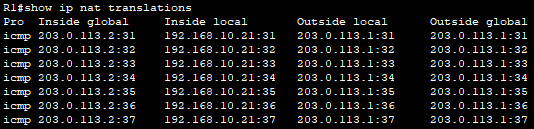 R1#show ip nat translations
Pro  Inside global      Inside local       Outside local      Outside global
icmp 203.0.113.2:31     192.168.10.21:31   203.0.113.1:31     203.0.113.1:31
icmp 203.0.113.2:32     192.168.10.21:32   203.0.113.1:32     203.0.113.1:32
icmp 203.0.113.2:33     192.168.10.21:33   203.0.113.1:33     203.0.113.1:33
icmp 203.0.113.2:34     192.168.10.21:34   203.0.113.1:34     203.0.113.1:34
icmp 203.0.113.2:35     192.168.10.21:35   203.0.113.1:35     203.0.113.1:35
icmp 203.0.113.2:36     192.168.10.21:36   203.0.113.1:36     203.0.113.1:36
icmp 203.0.113.2:37     192.168.10.21:37   203.0.113.1:37     203.0.113.1:37